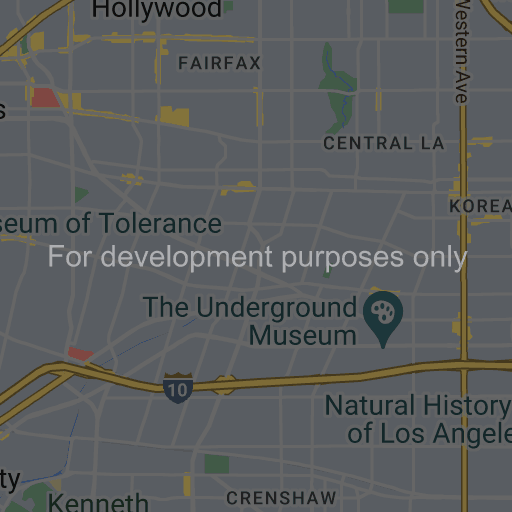 Hollywood
Western Ave
FAIRFAX
s
CENTRAL LA
KOREA
seum of Tolerance
For development purposes only
The Underground
Museum
10
Natural History
of Los Angele
ty
Kenneth
CRENSHAW